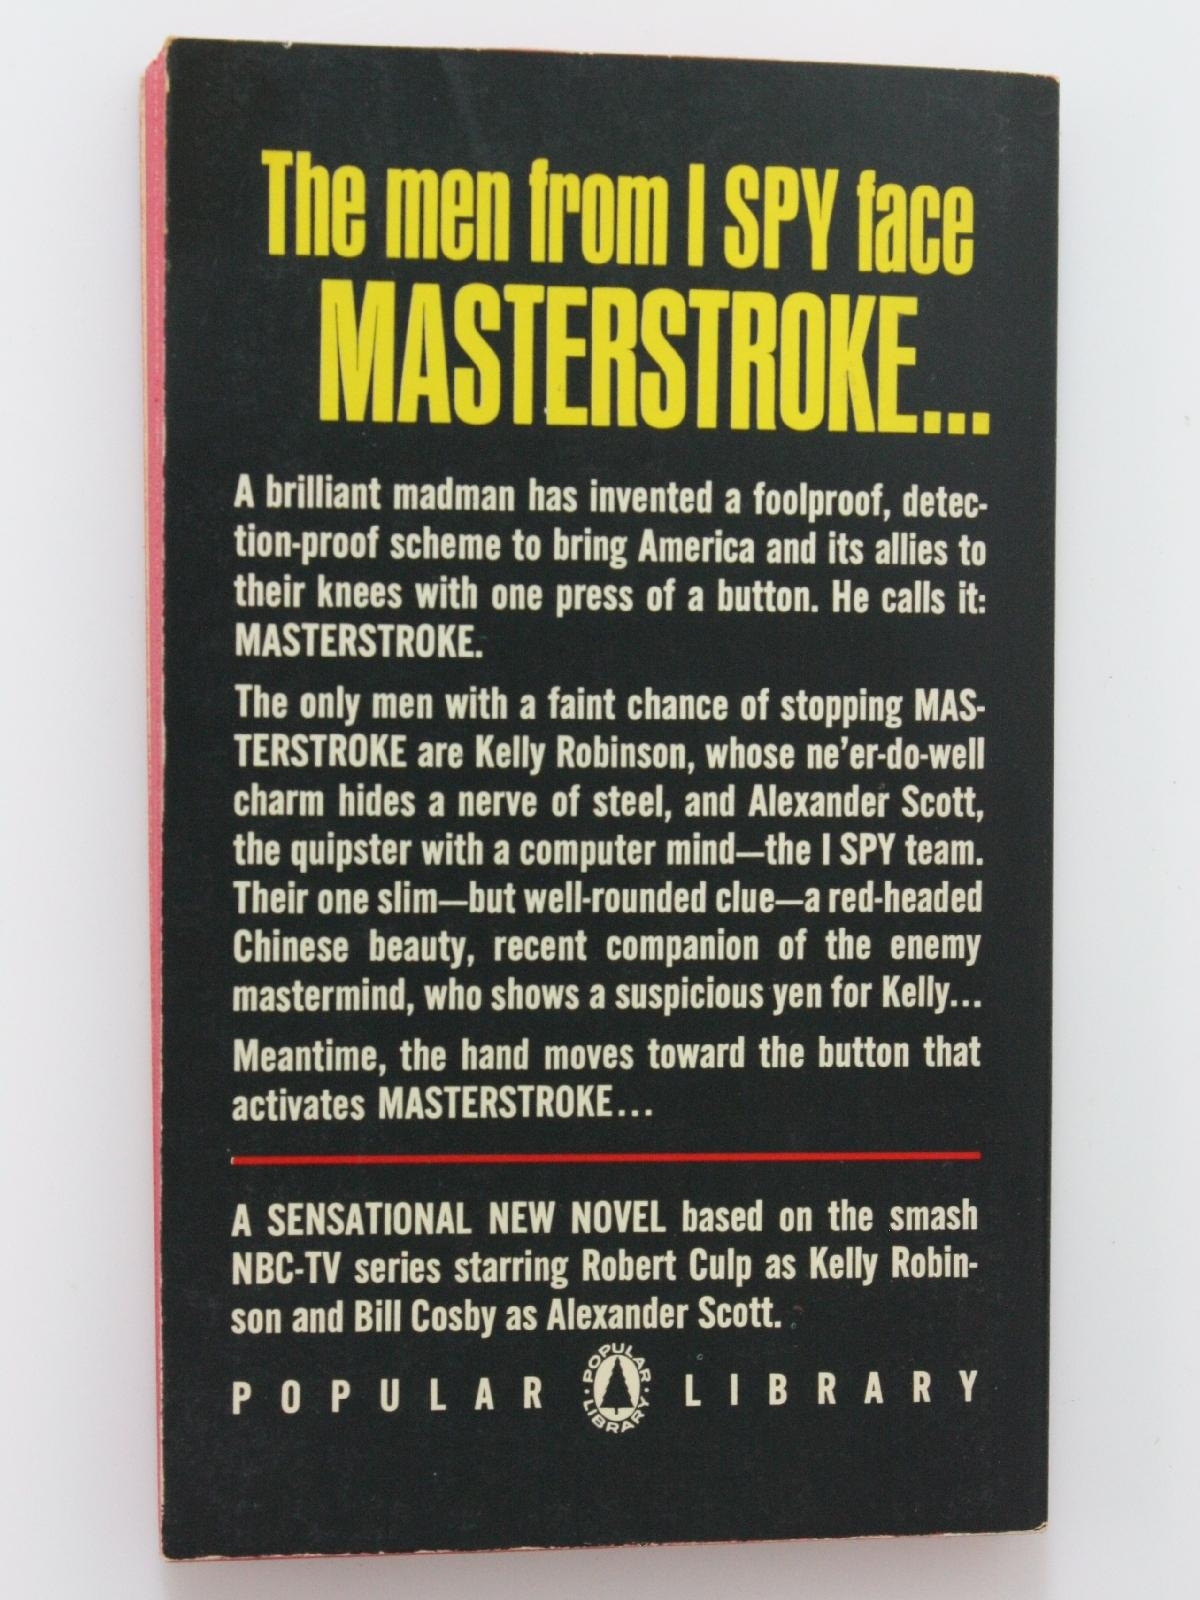 The men from I SPY face
MASTERSTROKE...
A brilliant madman has invented a foolproof, detec-
tion-proof scheme to bring America and its allies to
their knees with one press of a button. He calls it:
MASTERSTROKE.
The only men with a faint chance of stopping MAS-
TERSTROKE are Kelly Robinson, whose ne'er-do-well
charm hides a nerve of steel, and Alexander Scott,
the quipster with a computer mind—the I SPY team.
Their one slim—but well-rounded clue—a red-headed
Chinese beauty, recent companion of the enemy
mastermind, who shows a suspicious yen for Kelly...
Meantime, the hand moves toward the button that
activates MASTERSTROKE...
A SENSATIONAL NEW NOVEL based on the smash
NBC-TV series starring Robert Culp as Kelly Robin-
son and Bill Cosby as Alexander Scott.
POPULAR POPULAR LIBRARY LIBRARY